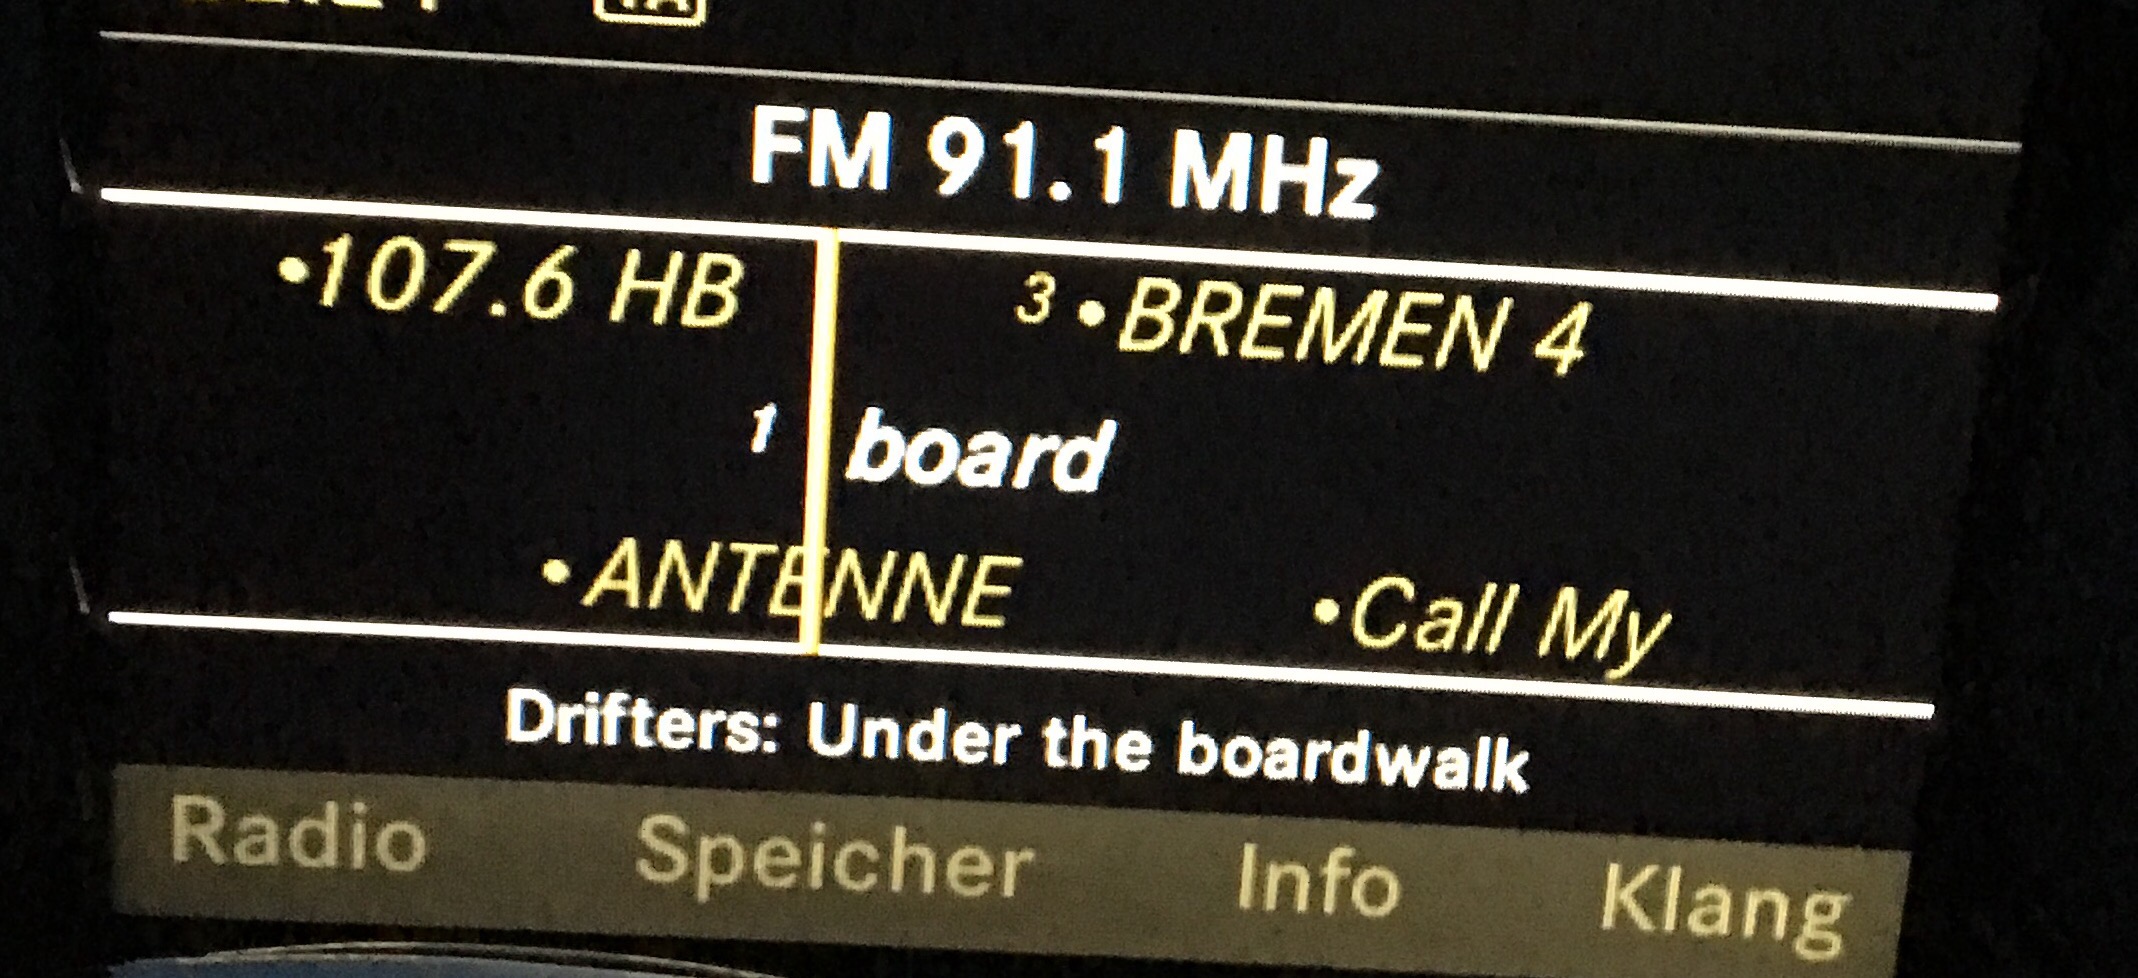 FM 91.1 MHz
•107.6 HB 3 •BREMEN 4
1 board
•ANTENNE •Call My
Drifters: Under the boardwalk
Radio Speicher Info Klang